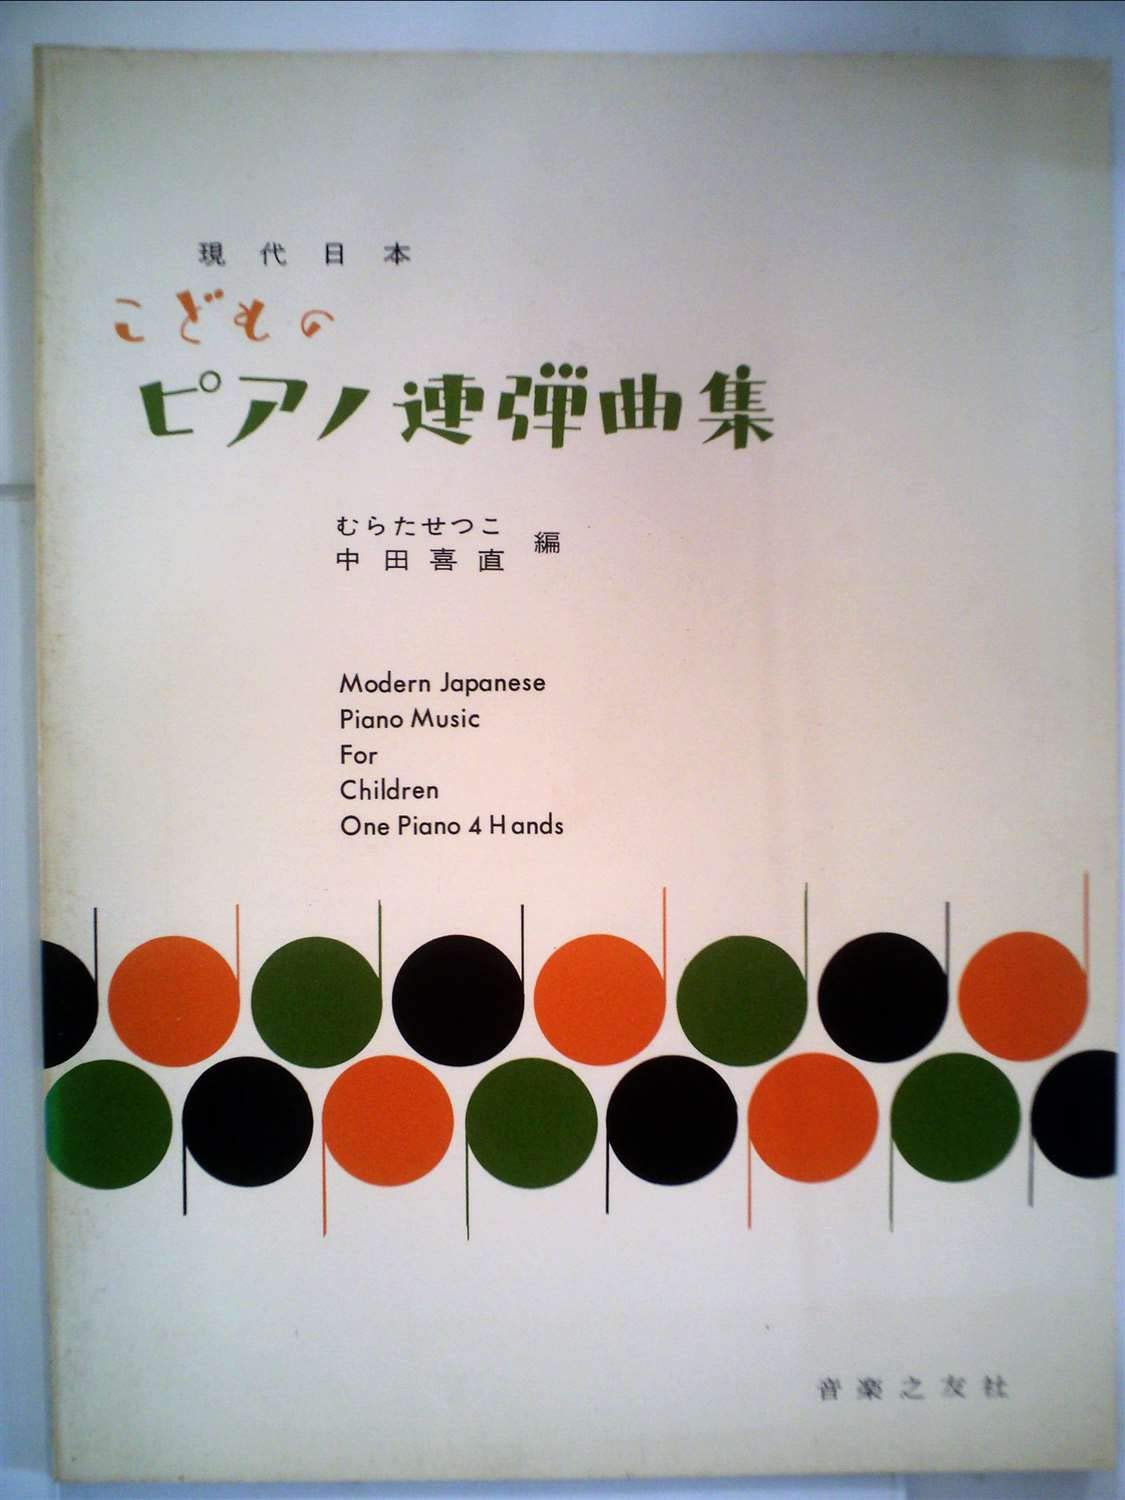 現代日本
こどもの
ピアノ連弾曲集
むらたせつこ
中田喜直
編
Modern Japanese
Piano Music
For
Children
One Piano 4 Hands
音楽之友社